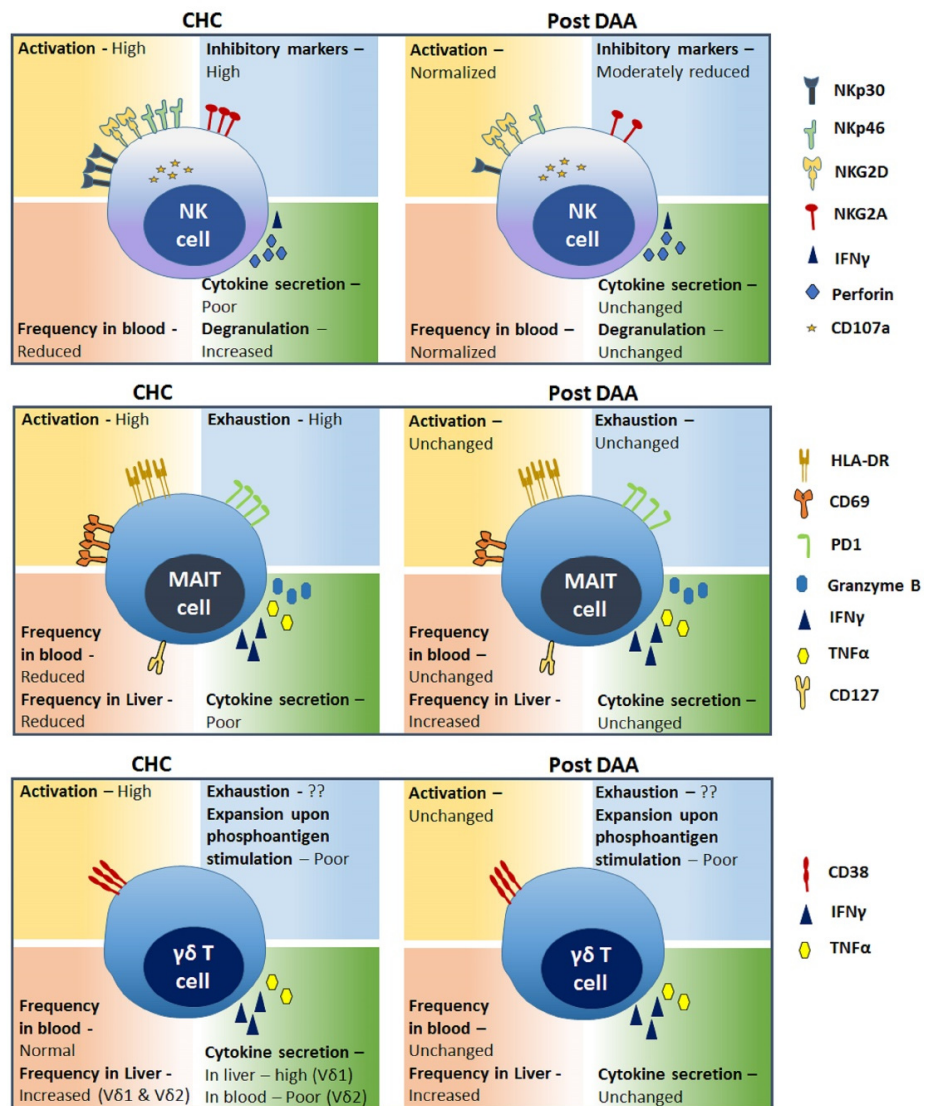 CHC
Post DAA
Activation - High
Inhibitory markers –
High
Activation –
Normalized
Inhibitory markers –
Moderately reduced
NK
cell
NK
cell
Cytokine secretion –
Poor
Frequency in blood -
Reduced
Degranulation –
Increased
Cytokine secretion –
Unchanged
Frequency in blood –
Normalized
Degranulation –
Unchanged
NKp30
NKp46
NKG2D
NKG2A
IFNγ
Perforin
CD107a
CHC
Post DAA
Activation - High
Exhaustion - High
Activation –
Unchanged
Exhaustion –
Unchanged
MAIT
cell
MAIT
cell
Frequency
in blood -
Reduced
Frequency in Liver -
Reduced
Cytokine secretion –
Poor
Frequency
in blood –
Unchanged
Frequency in Liver -
Increased
Cytokine secretion –
Unchanged
HLA-DR
CD69
PD1
Granzyme B
IFNγ
TNFα
CD127
CHC
Post DAA
Activation – High
Exhaustion - ??
Expansion upon
phosphoantigen
stimulation – Poor
Activation –
Unchanged
Exhaustion – ??
Expansion upon
phosphoantigen
stimulation – Poor
γδ T
cell
γδ T
cell
Frequency
in blood -
Normal
Frequency in Liver -
Increased (Vδ1 & Vδ2)
Cytokine secretion –
In liver – high (Vδ1)
In blood – Poor (Vδ2)
Frequency
in blood –
Unchanged
Frequency in Liver -
Increased
Cytokine secretion –
Unchanged
CD38
IFNγ
TNFα